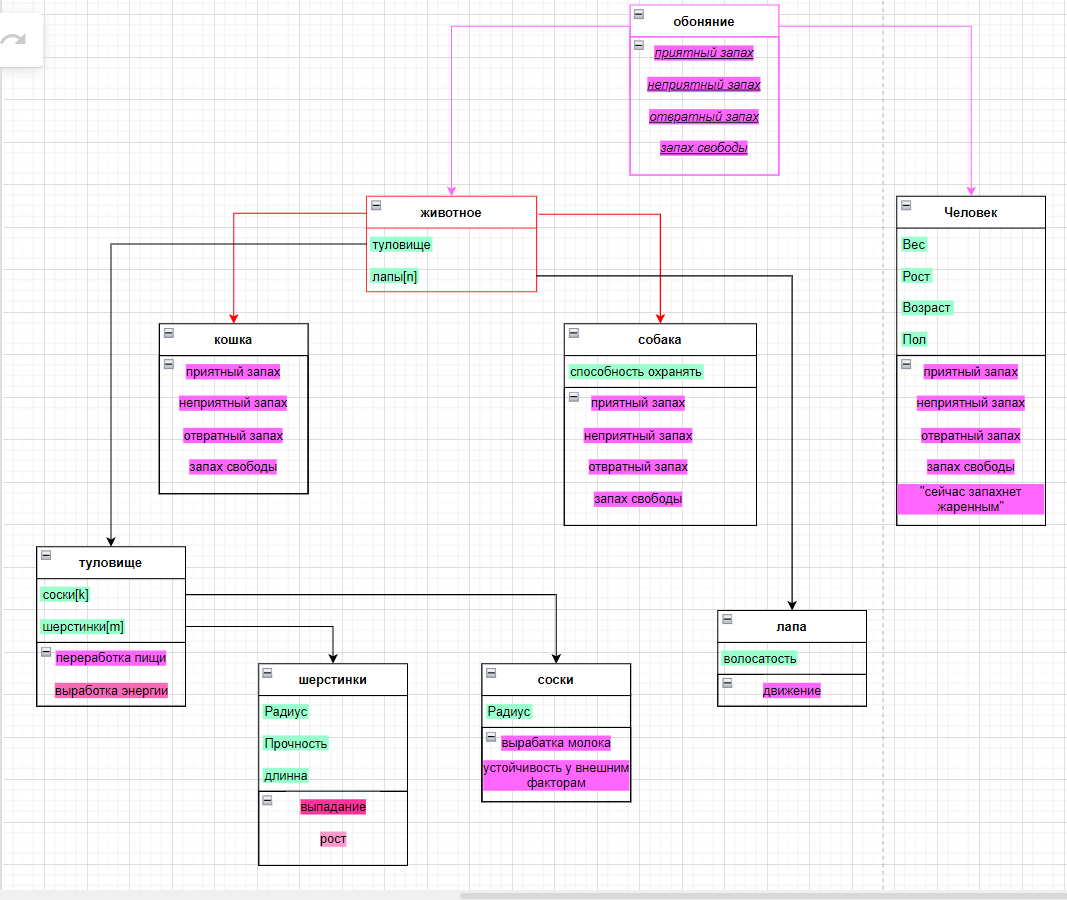 обоняние
приятный запах
неприятный запах
отвратный запах
запах свободы
животное
туловище
лапы[n]
Человек
Вес
Рост
Возраст
Пол
приятный запах
неприятный запах
отвратный запах
запах свободы
"сейчас запахнет
жаренным"
кошка
приятный запах
неприятный запах
отвратный запах
запах свободы
собака
способность охранять
приятный запах
неприятный запах
отвратный запах
запах свободы
туловище
соски[k]
шерстинки[m]
переработка пищи
выработка энергии
шерстинки
Радиус
Прочность
длинна
выпадание
рост
соски
Радиус
вырабатка молока
устойчивость у внешним
факторам
лапа
волосатость
движение